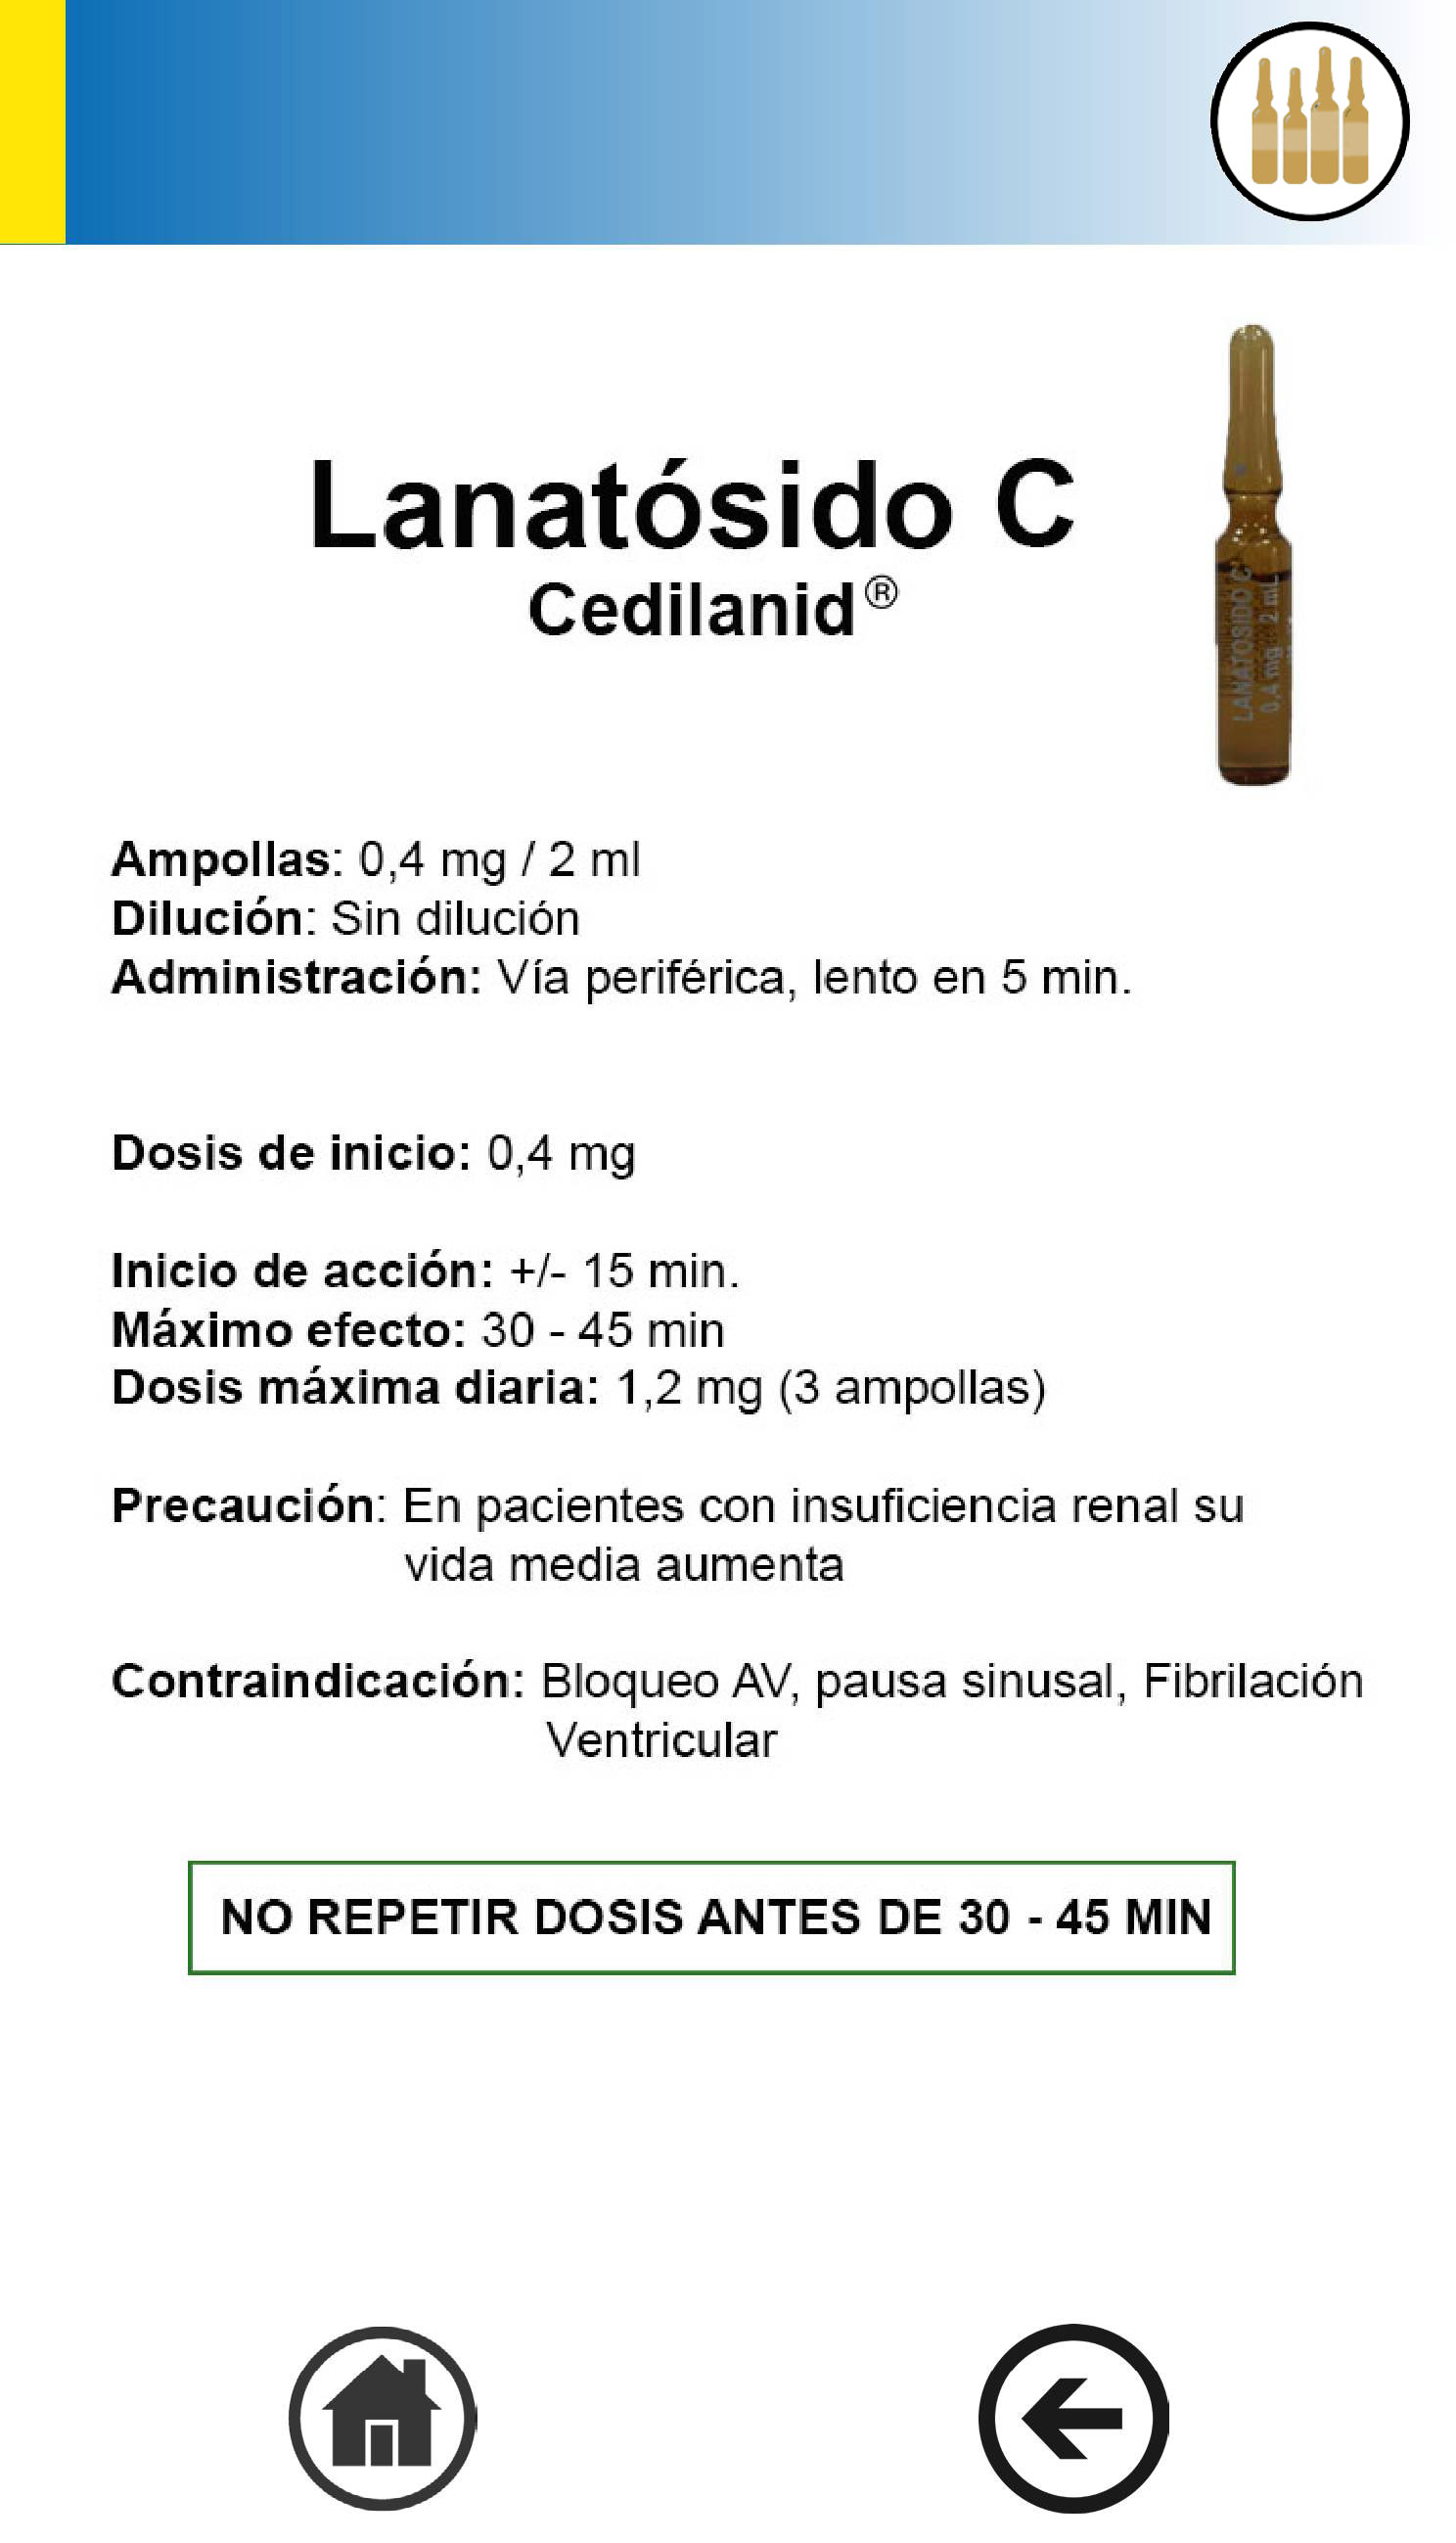 Lanatósido C
Cedilanid®
LANATOSIDO C
0,4 mg 2 mL
Ampollas: 0,4 mg / 2 ml
Dilución: Sin dilución
Administración: Vía periférica, lento en 5 min.
Dosis de inicio: 0,4 mg
Inicio de acción: +/- 15 min.
Máximo efecto: 30 - 45 min
Dosis máxima diaria: 1,2 mg (3 ampollas)
Precaución: En pacientes con insuficiencia renal su
vida media aumenta
Contraindicación: Bloqueo AV, pausa sinusal, Fibrilación
Ventricular
NO REPETIR DOSIS ANTES DE 30 - 45 MIN